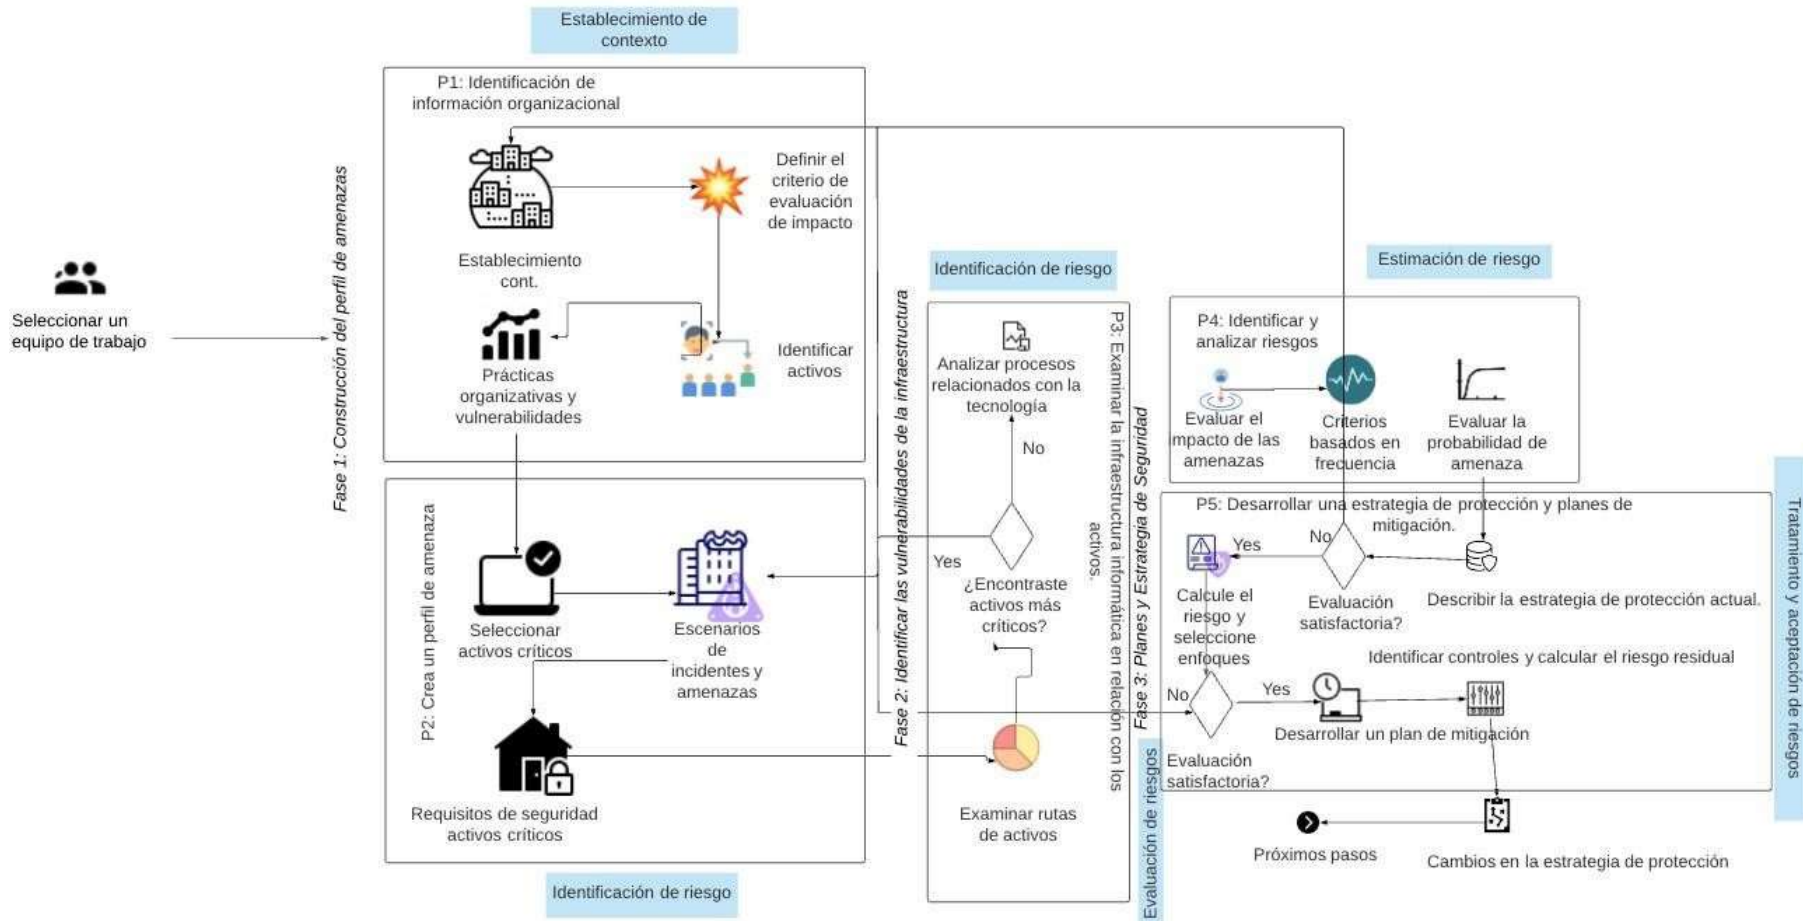 Establecimiento de
contexto
P1: Identificación de
información organizacional
Definir el
criterio de
evaluación
de impacto
Establecimiento
cont.
Identificar
activos
Prácticas
organizativas y
vulnerabilidades
Fase 1: Construcción del perfil de amenazas
Seleccionar un
equipo de trabajo
P2: Crea un perfil de amenaza
Seleccionar
activos críticos
Escenarios
de
incidentes y
amenazas
Requisitos de seguridad
activos críticos
Identificación de riesgo
Fase 2: Identificar las vulnerabilidades de la infraestructura
Identificación de riesgo
P3: Examinar la infraestructura informática en relación con los
activos.
Analizar procesos
relacionados con la
tecnología
No
Yes
¿Encontraste
activos más
críticos?
Examinar rutas
de activos
Fase 3: Planes y Estrategia de Seguridad
Evaluación de riesgos
Estimación de riesgo
P4: Identificar y
analizar riesgos
Evaluar el
impacto de las
amenazas
Criterios
basados en
frecuencia
Evaluar la
probabilidad de
amenaza
P5: Desarrollar una estrategia de protección y planes de
mitigación.
Yes
No
Calcule el
riesgo y
seleccione
enfoques
Evaluación
satisfactoria?
Describir la estrategia de protección actual.
Identificar controles y calcular el riesgo residual
No
Yes
Desarrollar un plan de mitigación
Evaluación
satisfactoria?
Próximos pasos
Cambios en la estrategia de protección
Tratamiento y aceptación de riesgos